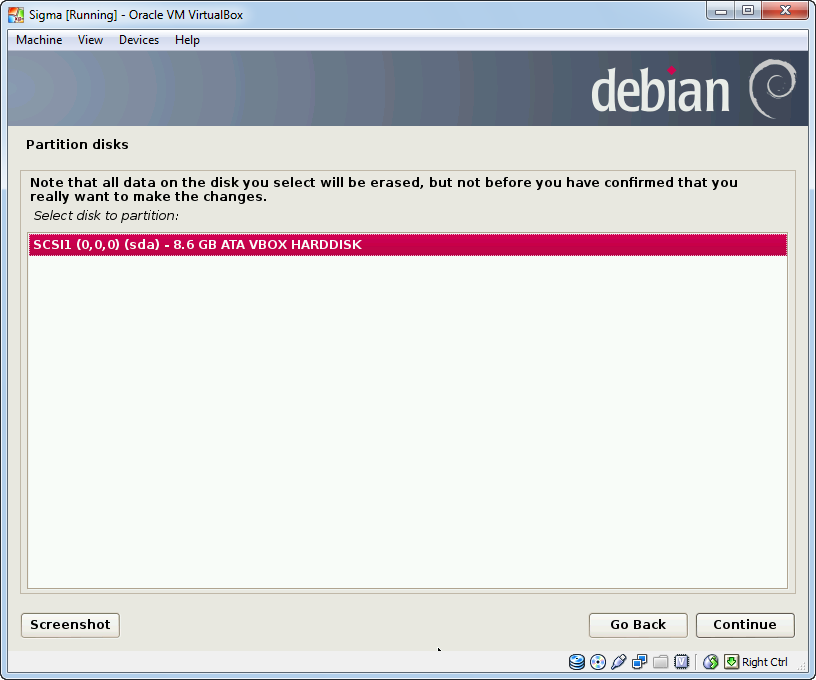 Sigma [Running] - Oracle VM VirtualBox
Machine View Devices Help
debian
Partition disks
Note that all data on the disk you select will be erased, but not before you have confirmed that you
really want to make the changes.
Select disk to partition:
SCSI1 (0,0,0) (sda) - 8.6 GB ATA VBOX HARDDISK
Screenshot Go Back Continue
Right Ctrl